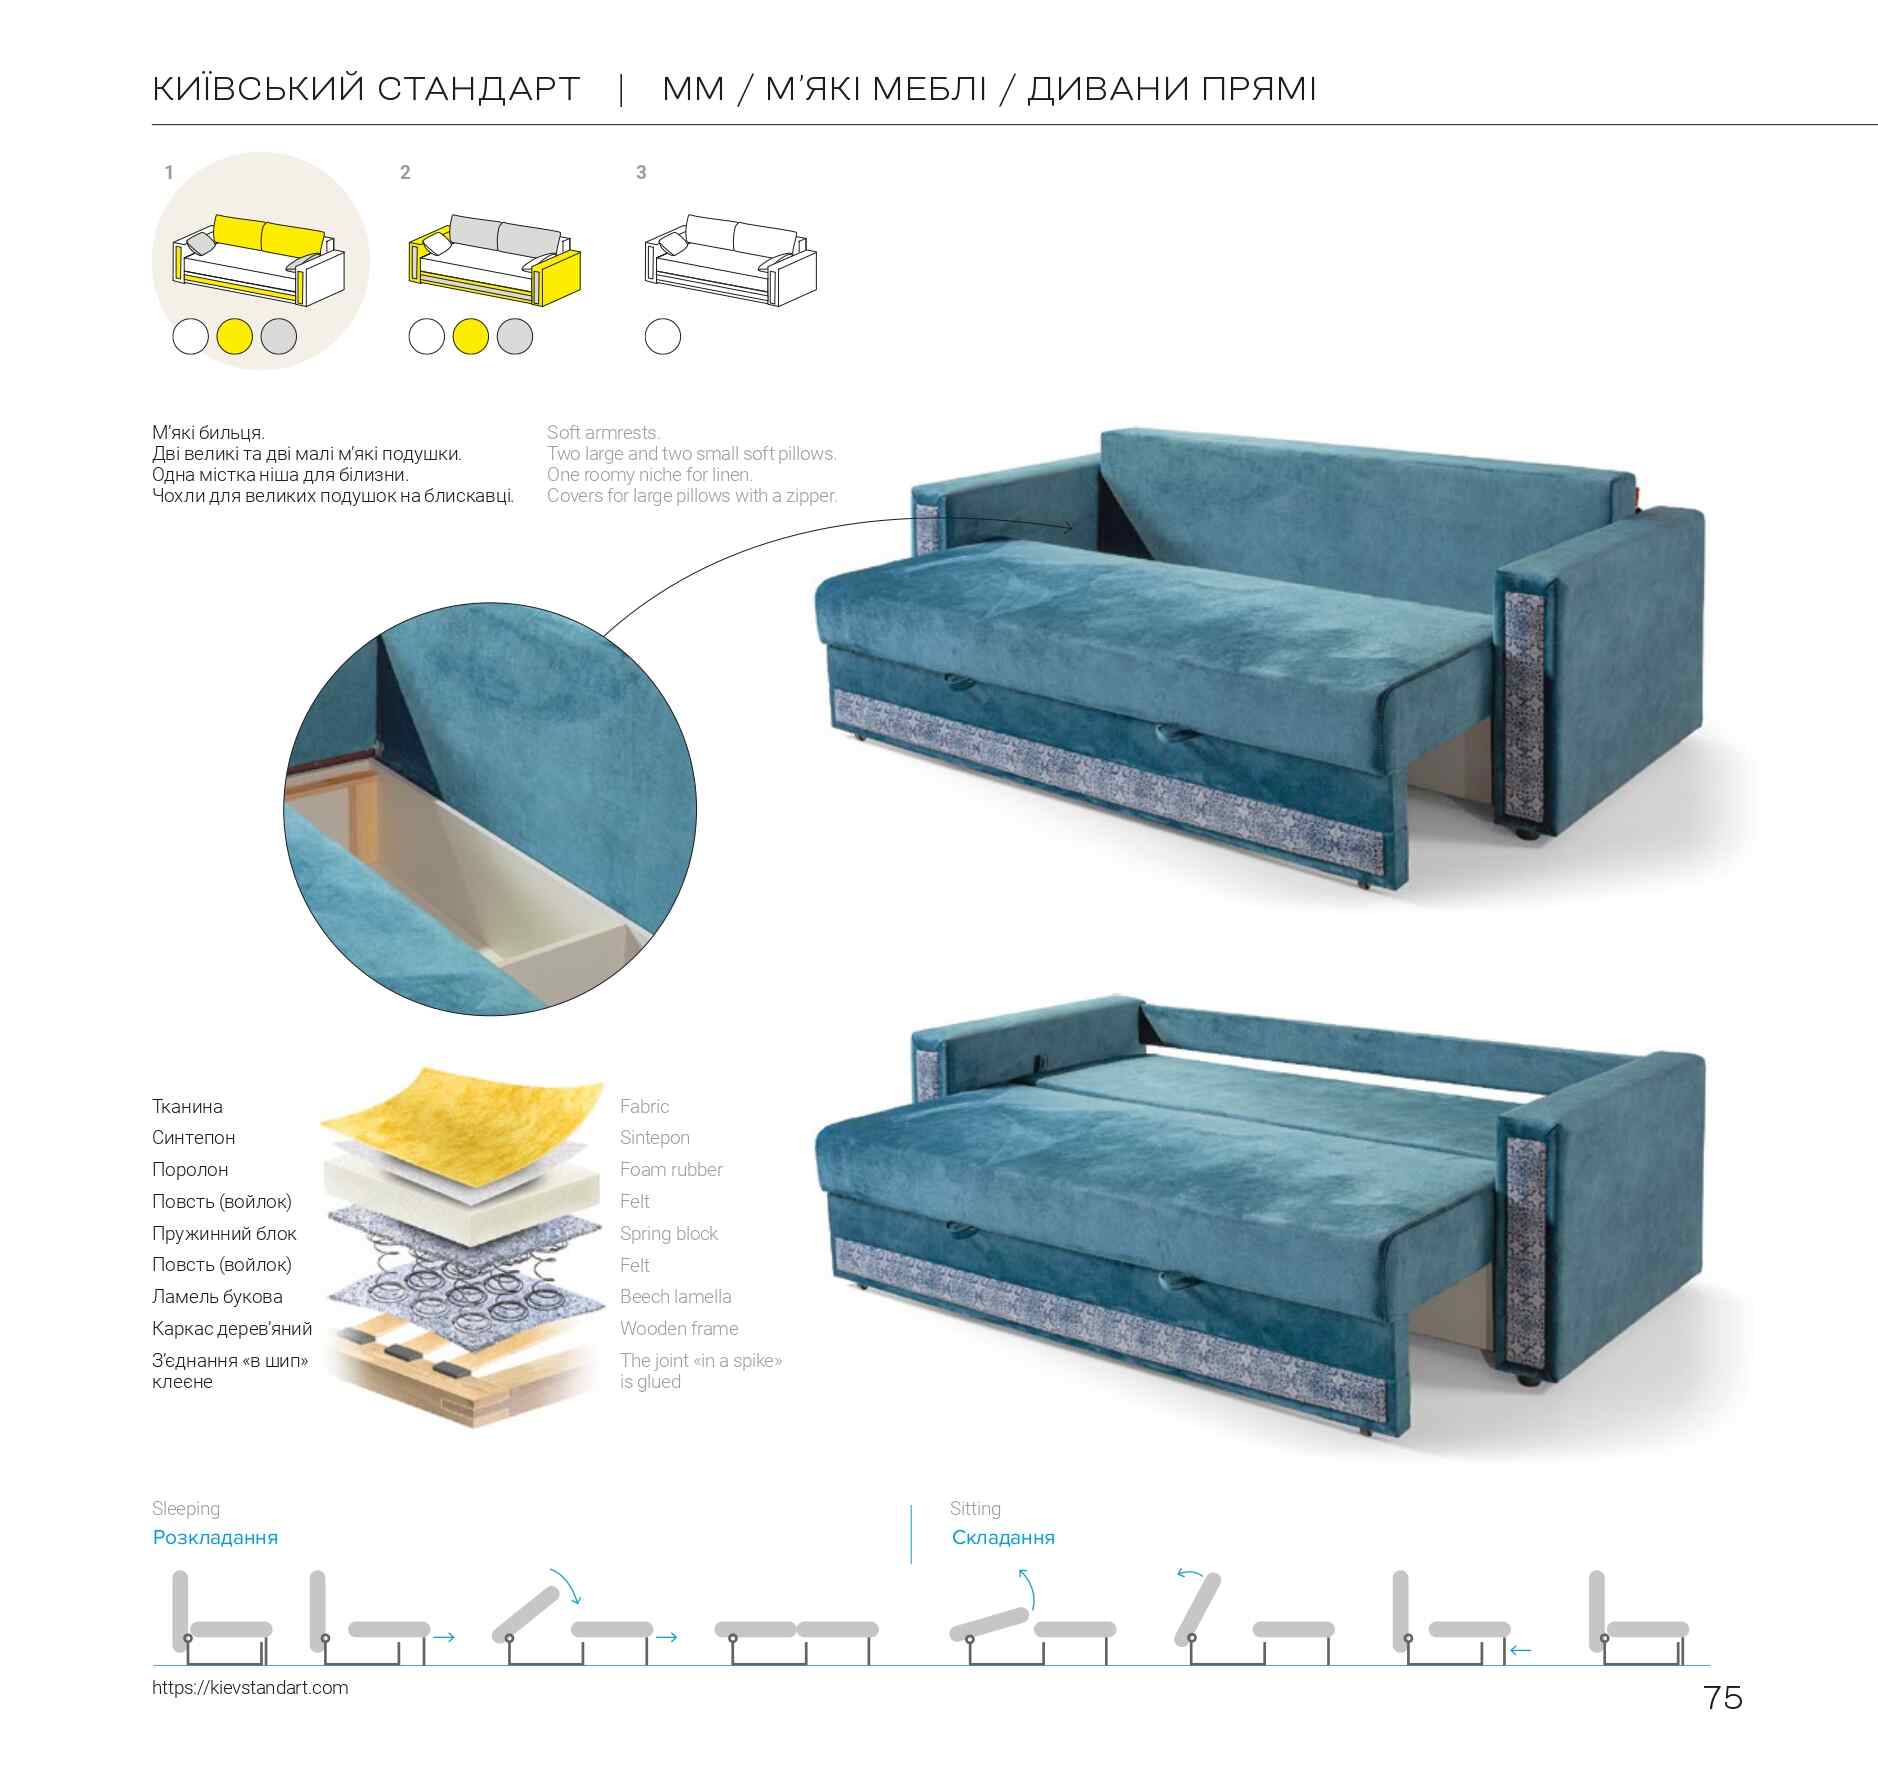 КИЇВСЬКИЙ СТАНДАРТ | ММ / М’ЯКІ МЕБЛІ / ДИВАНИ ПРЯМІ
1
2
3
М’які бильця.
Дві великі та дві малі м’які подушки.
Одна містка ніша для білизни.
Чохли для великих подушок на блискавці.
Soft armrests.
Two large and two small soft pillows.
One roomy niche for linen.
Covers for large pillows with a zipper.
Тканина
Синтепон
Поролон
Повсть (войлок)
Пружинний блок
Повсть (войлок)
Ламель букова
Каркас дерев’яний
З’єднання «в шип»
клеєне
Fabric
Sintepon
Foam rubber
Felt
Spring block
Felt
Beech lamella
Wooden frame
The joint «in a spike»
is glued
Sleeping
Розкладання
Sitting
Складання
https://kievstandart.com
75